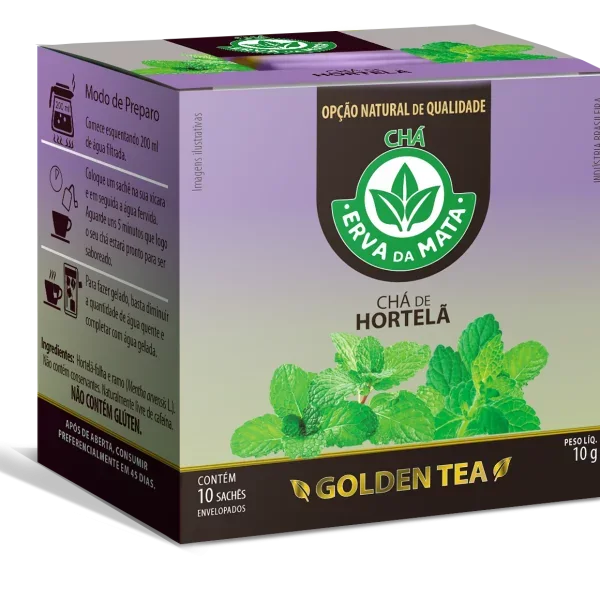 HORTELÃ
Modo de Preparo
200 ml
Comece esquentando 200 ml
de água filtrada.
Coloque um sachê na sua xícara
e em seguida a água fervida.
Aguarde uns 5 minutos que logo
o seu chá estará pronto para ser
saboreado.
Para fazer gelado, basta diminuir
a quantidade de água quente e
completar com água gelada.
Ingredientes: Hortelã-folha e ramo (Mentha arvensis L.).
Não contém conservantes. Naturalmente livre de cafeína.
NÃO CONTÉM GLÚTEN.
APÓS DE ABERTA, CONSUMIR
PREFERENCIALMENTE EM 45 DIAS.
Imagens ilustrativas
OPÇÃO NATURAL DE QUALIDADE
CHÁ
ERVA DA MATA
CHÁ DE
HORTELÃ
INDÚSTRIA BRASILEIRA
CONTÉM
10 SACHÊS
ENVELOPADOS
GOLDEN TEA
PESO LÍQ.
10 g